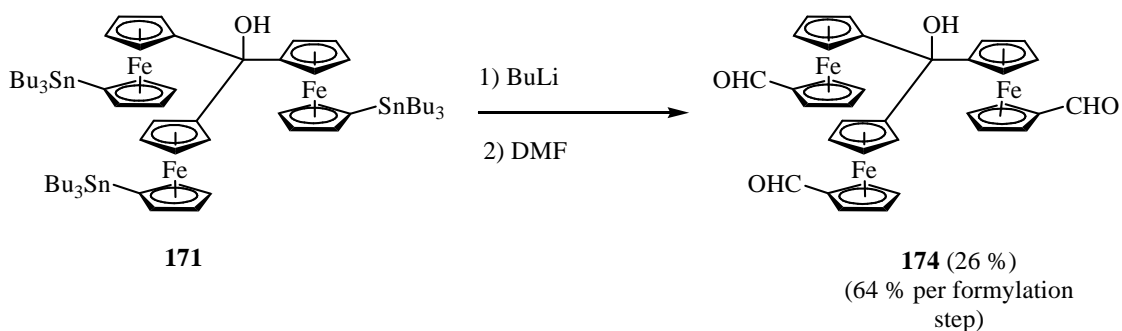 OH
OH
Fe
Bu3Sn
Fe
SnBu3
Fe
Bu3Sn
1) BuLi
2) DMF
Fe
OHC
Fe
CHO
Fe
OHC
171
174 (26 %)
(64 % per formylation
step)